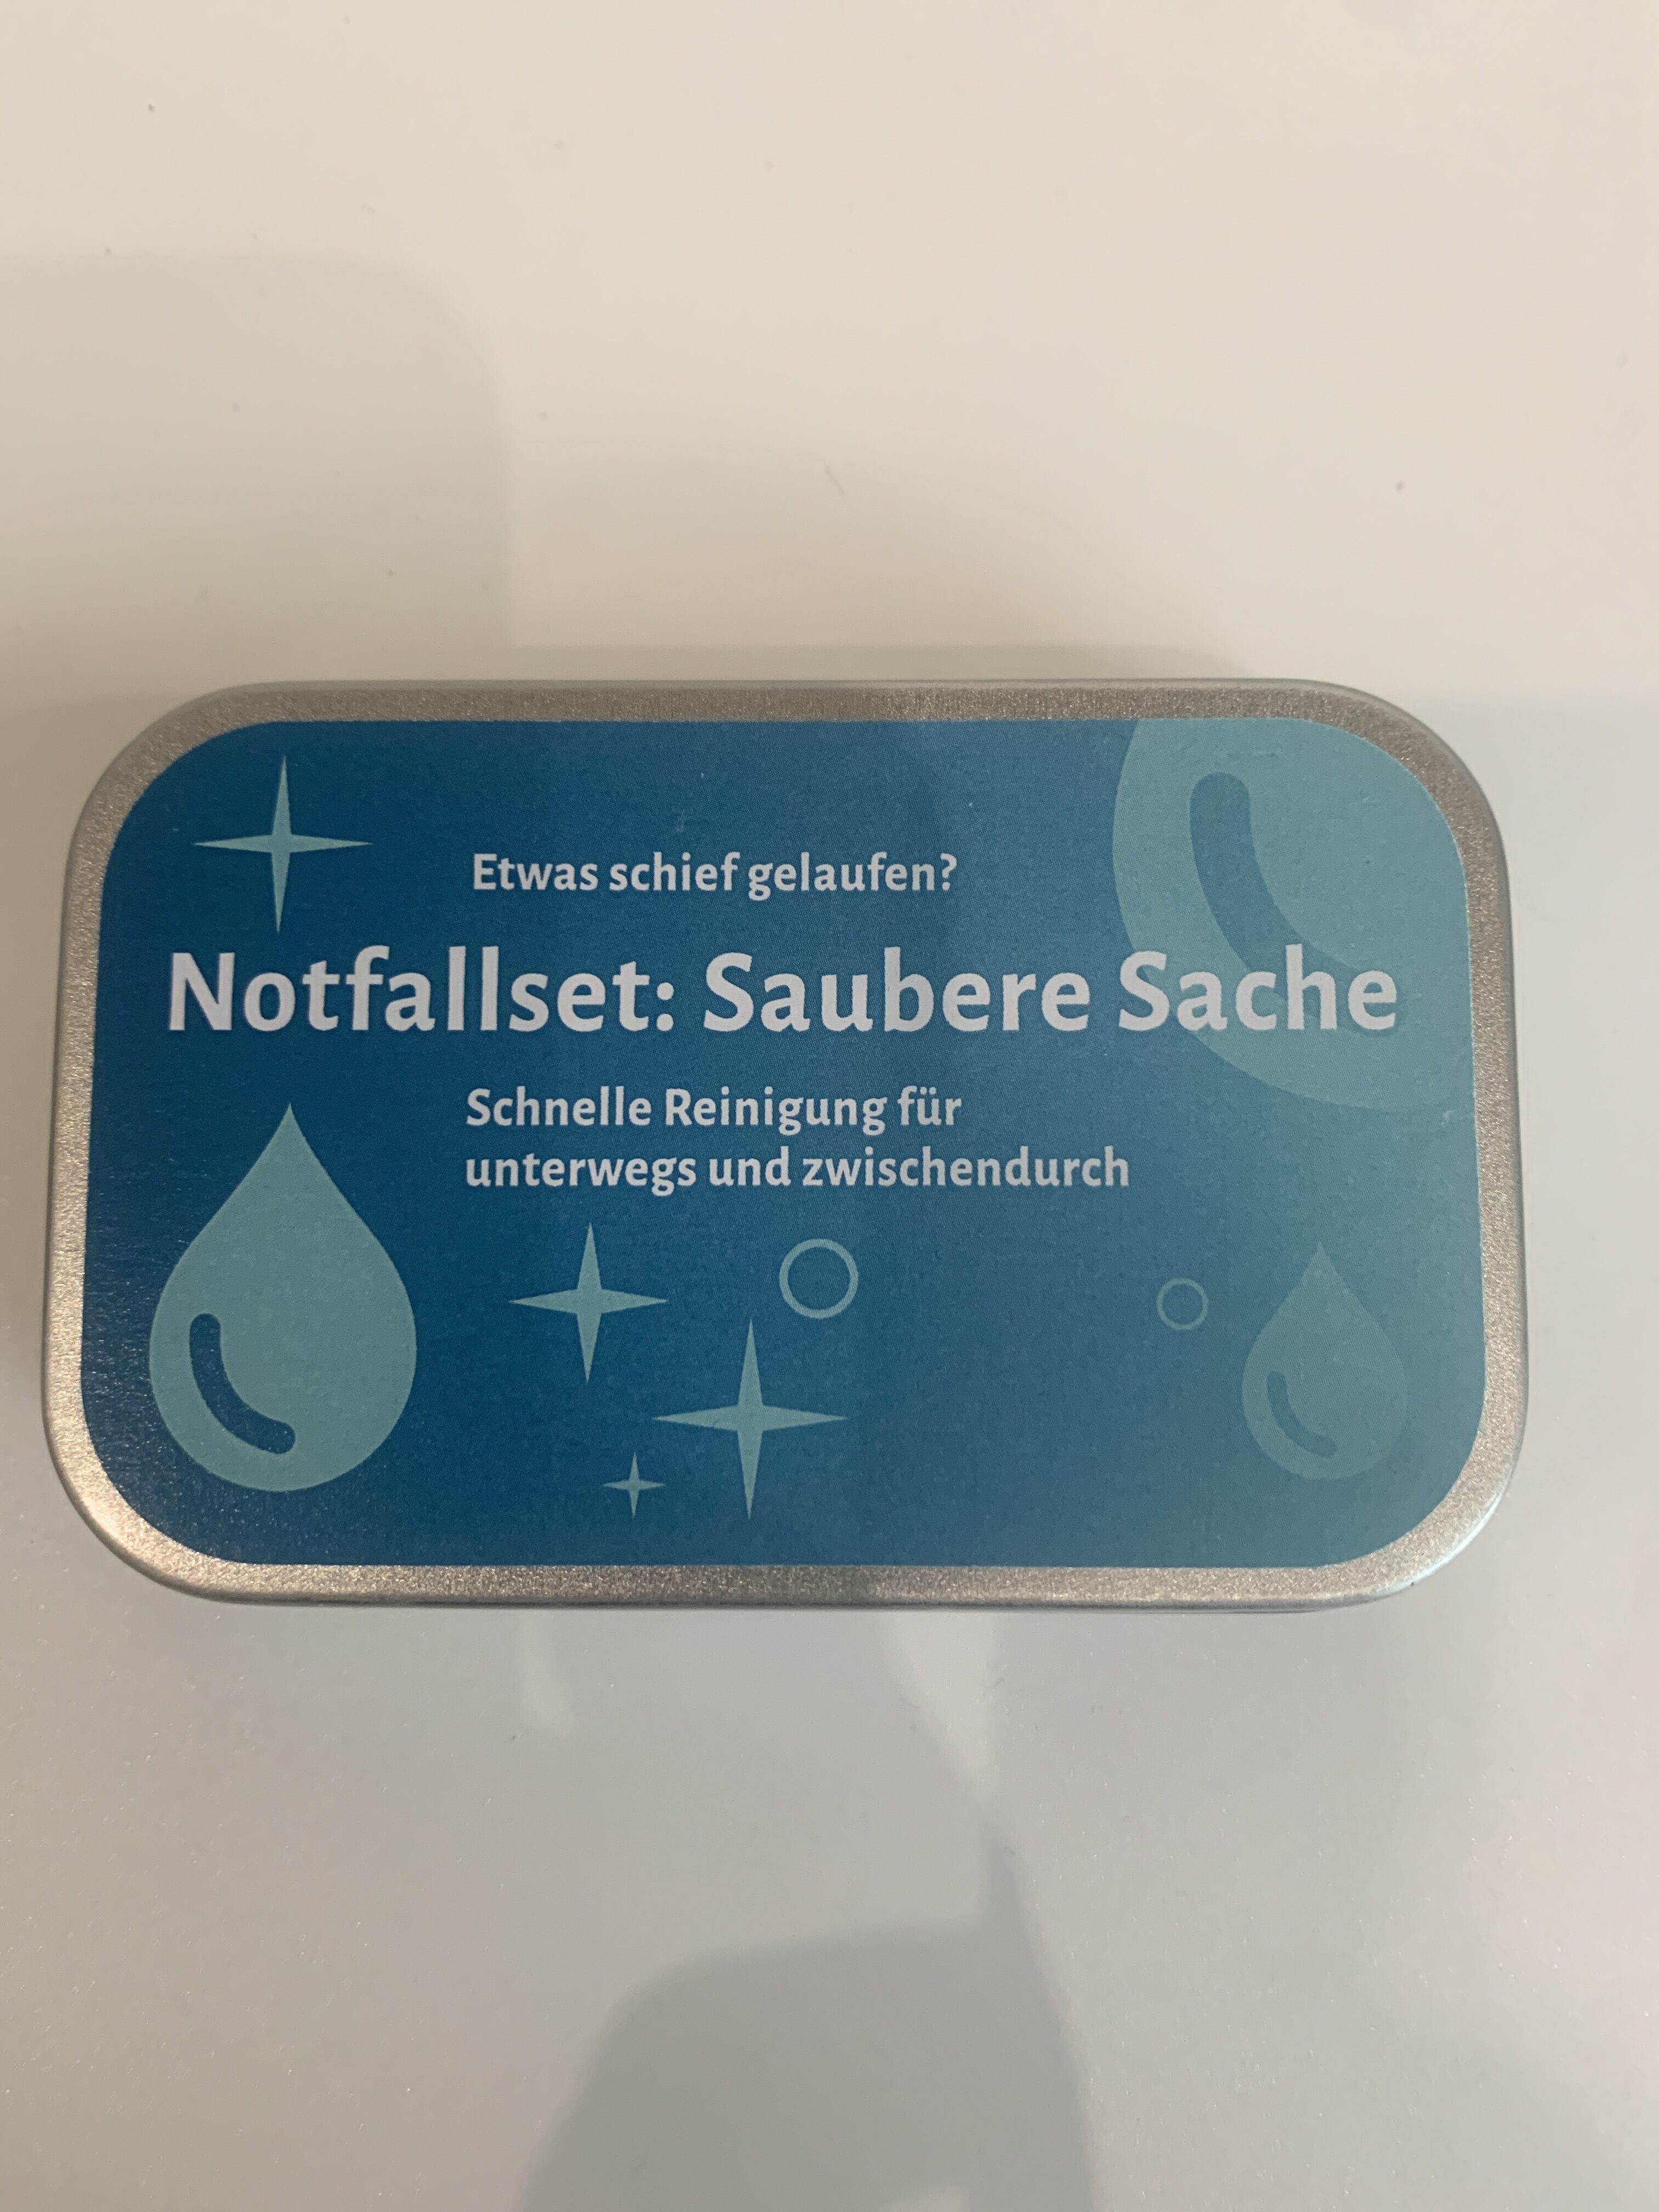 Etwas schief gelaufen?
Notfallset: Saubere Sache
Schnelle Reinigung für
unterwegs und zwischendurch